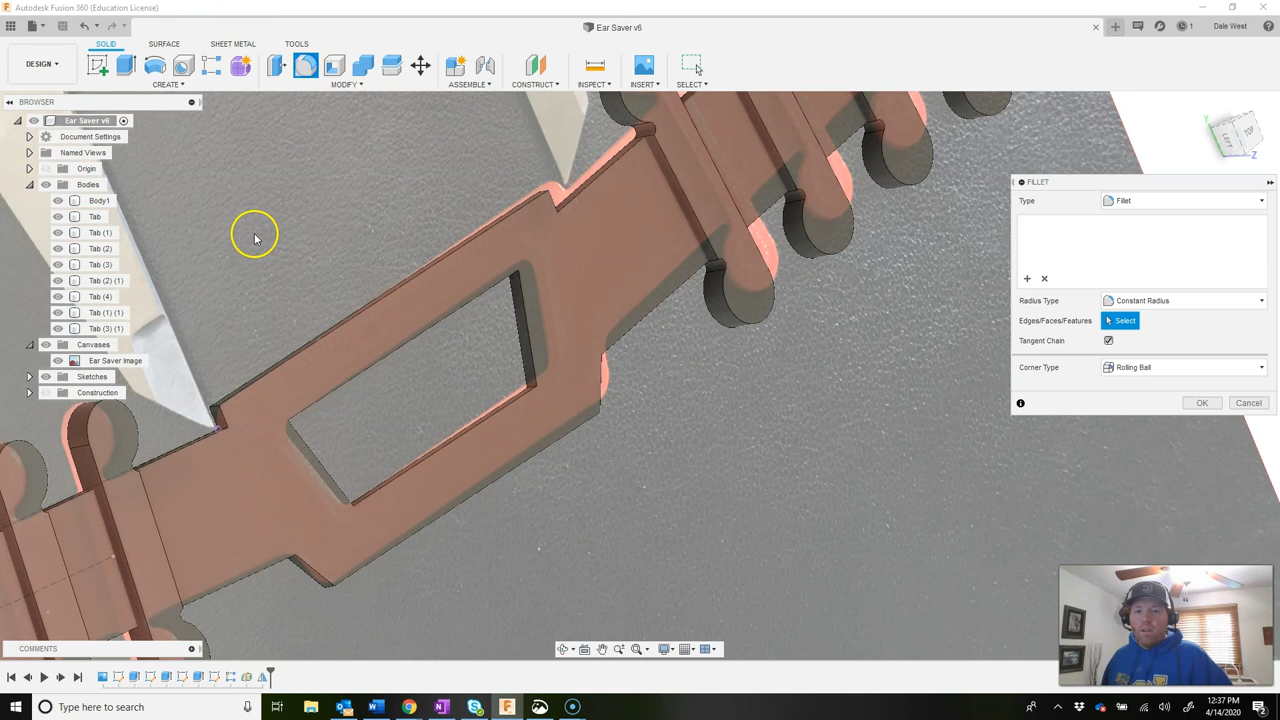 Autodesk Fusion 360 (Education License)
Ear Saver v6
Dale West
SOLID SURFACE SHEET METAL TOOLS
DESIGN
CREATE MODIFY ASSEMBLE CONSTRUCT INSPECT INSERT SELECT
BROWSER
Ear Saver v6
Document Settings
Named Views
Origin
Bodies
Body1
Tab
Tab (1)
Tab (2)
Tab (3)
Tab (2) (1)
Tab (4)
Tab (1) (1)
Tab (3) (1)
Canvases
Ear Saver Image
Sketches
Construction
LEFT TOP
Z
FILLET
Type Fillet
Radius Type Constant Radius
Edges/Faces/Features Select
Tangent Chain
Corner Type Rolling Ball
OK Cancel
COMMENTS
Type here to search
12:37 PM
4/14/2020